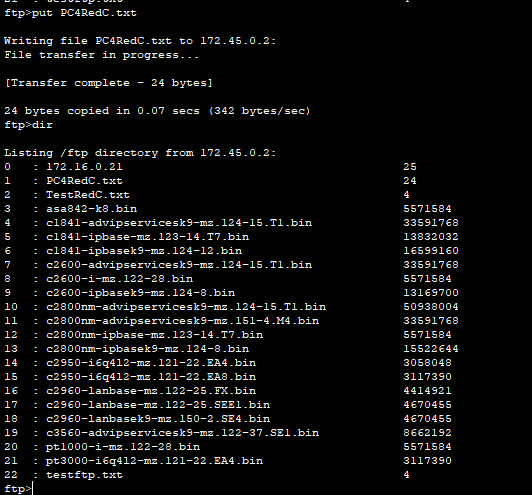 ftp>put PC4RedC.txt
Writing file PC4RedC.txt to 172.45.0.2:
File transfer in progress...
[Transfer complete - 24 bytes]
24 bytes copied in 0.07 secs (342 bytes/sec)
ftp>dir
Listing /ftp directory from 172.45.0.2:
0 : 172.16.0.21 25
1 : PC4RedC.txt 24
2 : TestRedC.txt 4
3 : asa842-k8.bin 5571584
4 : c1841-advipservicesk9-mz.124-15.T1.bin 33591768
5 : c1841-ipbase-mz.123-14.T7.bin 13832032
6 : c1841-ipbasek9-mz.124-12.bin 16599160
7 : c2600-advipservicesk9-mz.124-15.T1.bin 33591768
8 : c2600-i-mz.122-28.bin 5571584
9 : c2600-ipbasek9-mz.124-8.bin 13169700
10 : c2800nm-advipservicesk9-mz.124-15.T1.bin 50938004
11 : c2800nm-advipservicesk9-mz.151-4.M4.bin 33591768
12 : c2800nm-ipbase-mz.123-14.T7.bin 5571584
13 : c2800nm-ipbasek9-mz.124-8.bin 15522644
14 : c2950-i6q4l2-mz.121-22.EA4.bin 3058048
15 : c2950-i6q4l2-mz.121-22.EA8.bin 3117390
16 : c2960-lanbase-mz.122-25.FX.bin 4414921
17 : c2960-lanbase-mz.122-25.SEE1.bin 4670455
18 : c2960-lanbasek9-mz.150-2.SE4.bin 4670455
19 : c3560-advipservicesk9-mz.122-37.SE1.bin 8662192
20 : pt1000-i-mz.122-28.bin 5571584
21 : pt3000-i6q4l2-mz.121-22.EA4.bin 3117390
22 : testftp.txt 4
ftp>